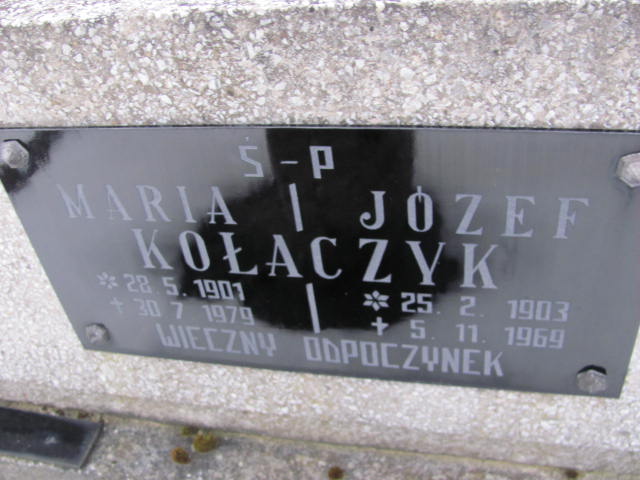 Ś-P
MARIA | JÓZEF
KOŁACZYK
* 28.5.1901 | * 25.2.1903
+ 30.7.1979 | + 5.11.1969
WIECZNY ODPOCZYNEK